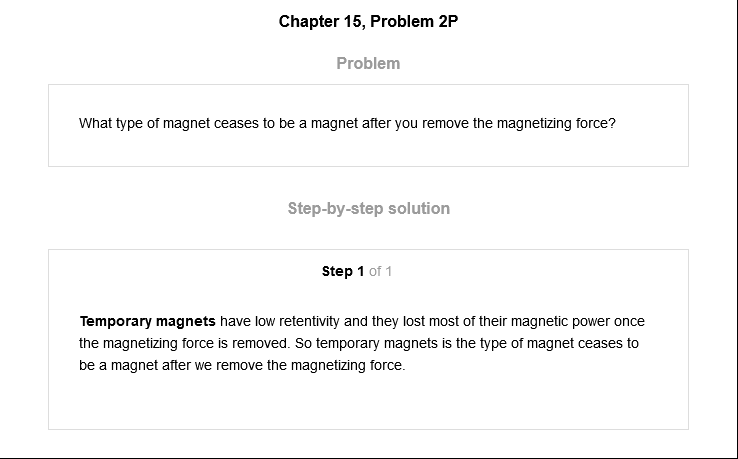 Chapter 15, Problem 2P
Problem
What type of magnet ceases to be a magnet after you remove the magnetizing force?
Step-by-step solution
Step 1 of 1
Temporary magnets have low retentivity and they lost most of their magnetic power once
the magnetizing force is removed. So temporary magnets is the type of magnet ceases to
be a magnet after we remove the magnetizing force.